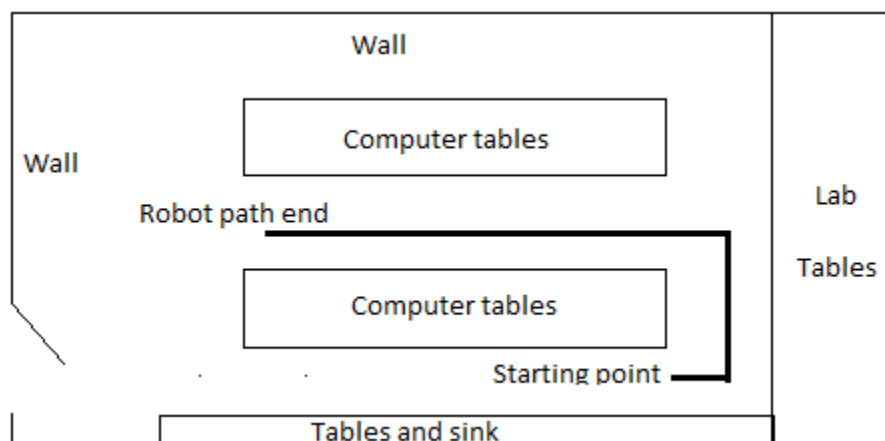 Wall
Computer tables
Wall
Lab
Robot path end
Tables
Computer tables
Starting point
Tables and sink